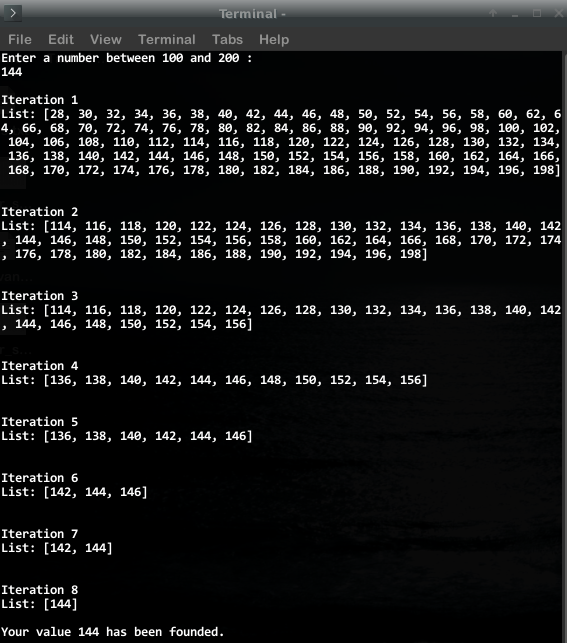 Terminal -
File Edit View Terminal Tabs Help
Enter a number between 100 and 200 :
144
Iteration 1
List: [28, 30, 32, 34, 36, 38, 40, 42, 44, 46, 48, 50, 52, 54, 56, 58, 60, 62, 6
4, 66, 68, 70, 72, 74, 76, 78, 80, 82, 84, 86, 88, 90, 92, 94, 96, 98, 100, 102,
104, 106, 108, 110, 112, 114, 116, 118, 120, 122, 124, 126, 128, 130, 132, 134,
136, 138, 140, 142, 144, 146, 148, 150, 152, 154, 156, 158, 160, 162, 164, 166,
168, 170, 172, 174, 176, 178, 180, 182, 184, 186, 188, 190, 192, 194, 196, 198]
Iteration 2
List: [114, 116, 118, 120, 122, 124, 126, 128, 130, 132, 134, 136, 138, 140, 142
, 144, 146, 148, 150, 152, 154, 156, 158, 160, 162, 164, 166, 168, 170, 172, 174
, 176, 178, 180, 182, 184, 186, 188, 190, 192, 194, 196, 198]
Iteration 3
List: [114, 116, 118, 120, 122, 124, 126, 128, 130, 132, 134, 136, 138, 140, 142
, 144, 146, 148, 150, 152, 154, 156]
Iteration 4
List: [136, 138, 140, 142, 144, 146, 148, 150, 152, 154, 156]
Iteration 5
List: [136, 138, 140, 142, 144, 146]
Iteration 6
List: [142, 144, 146]
Iteration 7
List: [142, 144]
Iteration 8
List: [144]
Your value 144 has been founded.